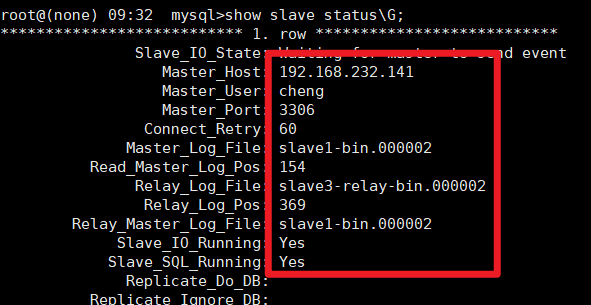 root@(none) 09:32  mysql>show slave status\G;
*************************** 1. row ***************************
Slave_IO_State: Waiting for master to send event
Master_Host: 192.168.232.141
Master_User: cheng
Master_Port: 3306
Connect_Retry: 60
Master_Log_File: slave1-bin.000002
Read_Master_Log_Pos: 154
Relay_Log_File: slave3-relay-bin.000002
Relay_Log_Pos: 369
Relay_Master_Log_File: slave1-bin.000002
Slave_IO_Running: Yes
Slave_SQL_Running: Yes
Replicate_Do_DB:
Replicate_Ignore_DB: